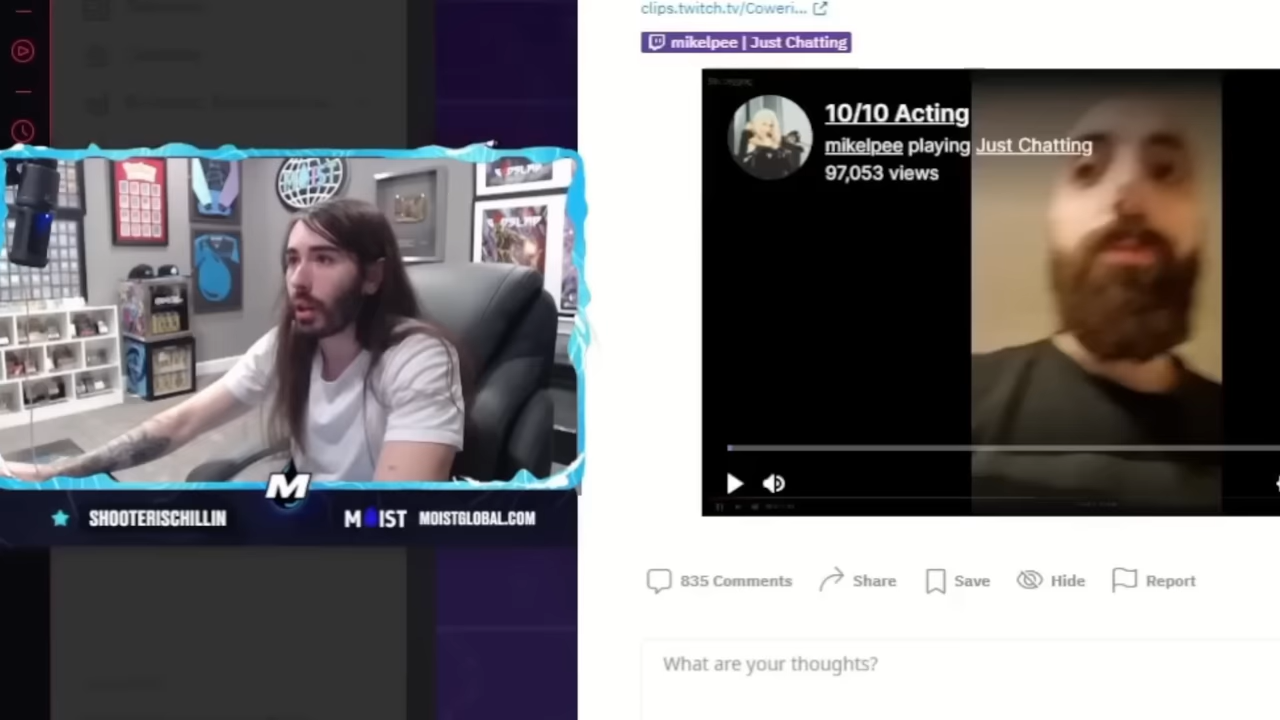 clips.twitch.tv/Coweri...
mikelpee | Just Chatting
10/10 Acting
mikelpee playing Just Chatting
97,053 views
MOIST
M
SHOOTERISCHILLIN
MOIST MOISTGLOBAL.COM
835 Comments Share Save Hide Report
What are your thoughts?